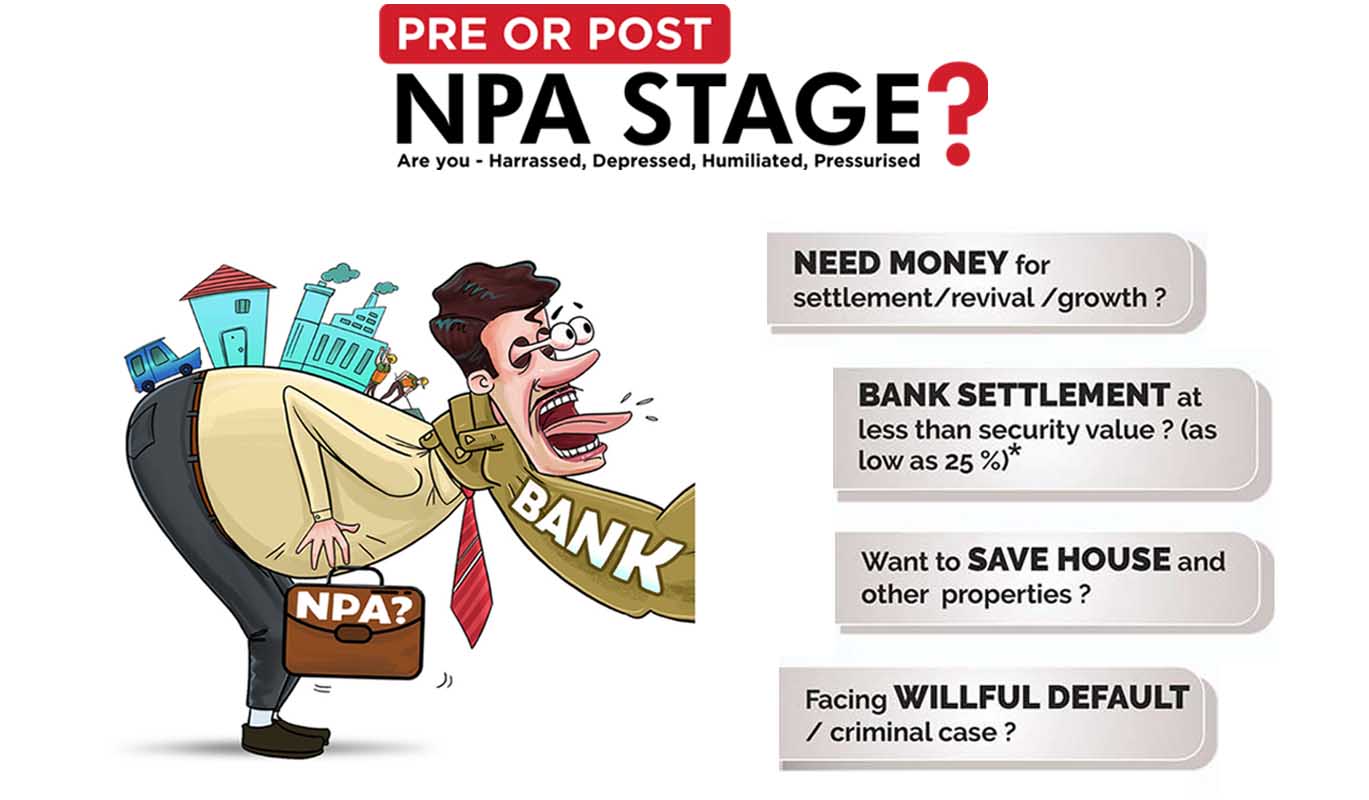 PRE OR POST
NPA STAGE?
Are you - Harrassed, Depressed, Humiliated, Pressurised
NEED MONEY for
settlement/revival /growth ?
BANK SETTLEMENT at
less than security value ? (as
low as 25 %)*
Want to SAVE HOUSE and
other properties ?
Facing WILLFUL DEFAULT
/ criminal case ?
BANK
NPA?